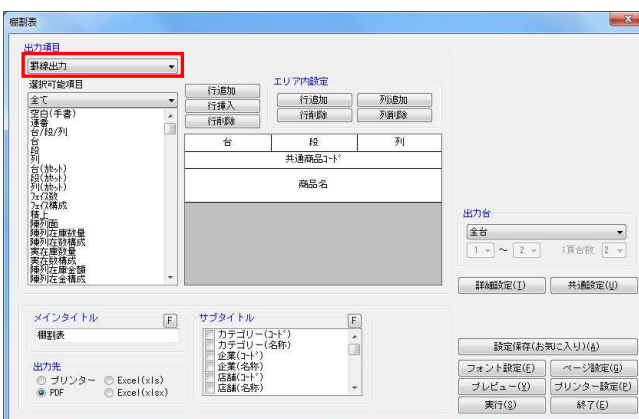 棚割表
出力項目
罫線出力
選択可能項目
全て
空白(手書)
連番
台/段/列
台
段
列
台(ｶｾｯﾄ)
段(ｶｾｯﾄ)
列(ｶｾｯﾄ)
ﾌｪｲｽ数
ﾌｪｲｽ構成
積上
陳列面
陳列在庫数量
陳列在数構成
実在庫数量
実在数構成
陳列在庫金額
陳列在金構成
行追加
行挿入
行削除
エリア内設定
行追加 列追加
行削除 列削除
台 段 列
共通商品ｺｰﾄﾞ
商品名
出力台
全台
1 ～ 2 1頁台数 2
詳細設定(I) 共通設定(U)
メインタイトル F
棚割表
出力先
プリンター Excel(xls)
PDF Excel(xlsx)
サブタイトル F
カテゴリー(ｺｰﾄﾞ)
カテゴリー(名称)
企業(ｺｰﾄﾞ)
企業(名称)
店舗(ｺｰﾄﾞ)
店舗(名称)
設定保存(お気に入り)(A)
フォント設定(F) ページ設定(G)
プレビュー(V) プリンター設定(P)
実行(S) 終了(E)